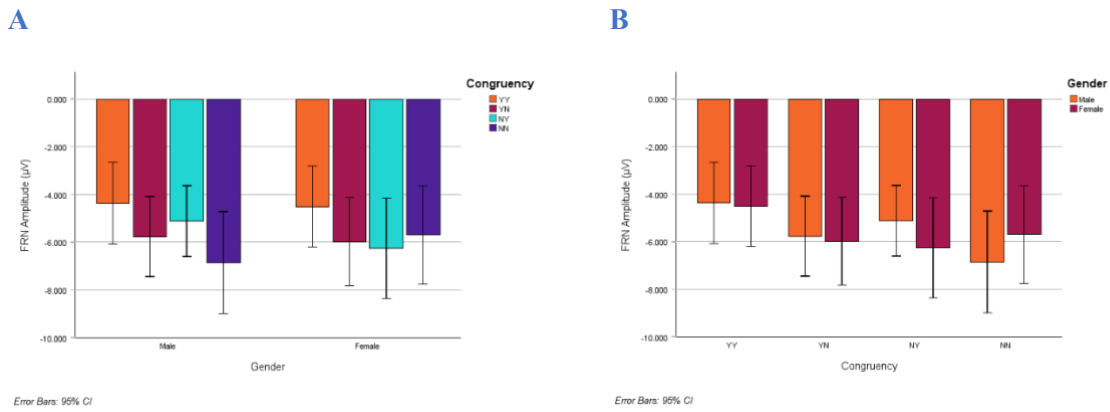 A
Congruency
YY
YN
NY
NN
0.000
-2.000
-4.000
-6.000
-8.000
-10.000
FRN Amplitude (µV)
Male
Female
Gender
Error Bars: 95% CI
B
Gender
Male
Female
0.000
-2.000
-4.000
-6.000
-8.000
-10.000
FRN Amplitude (µV)
YY
YN
NY
NN
Congruency
Error Bars: 95% CI